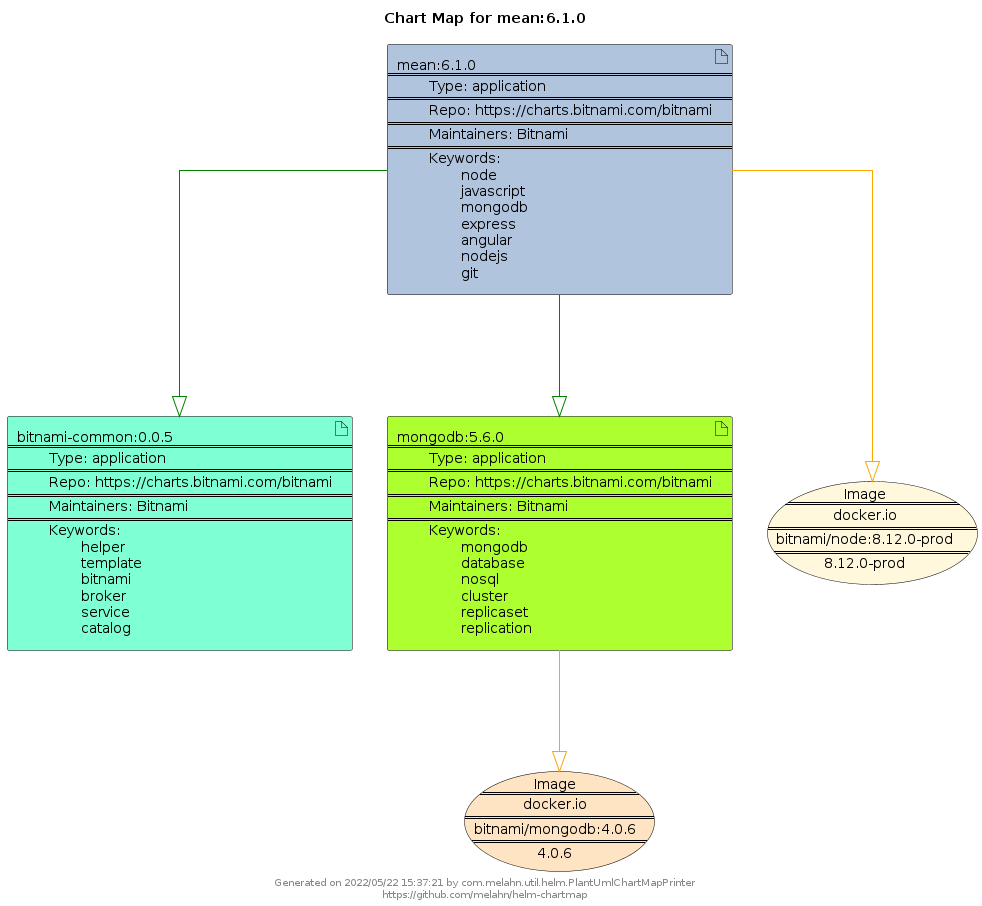 Chart Map for mean:6.1.0
mean:6.1.0
Type: application
Repo: https://charts.bitnami.com/bitnami
Maintainers: Bitnami
Keywords:
node
javascript
mongodb
express
angular
nodejs
git
bitnami-common:0.0.5
Type: application
Repo: https://charts.bitnami.com/bitnami
Maintainers: Bitnami
Keywords:
helper
template
bitnami
broker
service
catalog
mongodb:5.6.0
Type: application
Repo: https://charts.bitnami.com/bitnami
Maintainers: Bitnami
Keywords:
mongodb
database
nosql
cluster
replicaset
replication
Image
docker.io
bitnami/node:8.12.0-prod
8.12.0-prod
Image
docker.io
bitnami/mongodb:4.0.6
4.0.6
Generated on 2022/05/22 15:37:21 by com.melahn.util.helm.PlantUmlChartMapPrinter
https://github.com/melahn/helm-chartmap